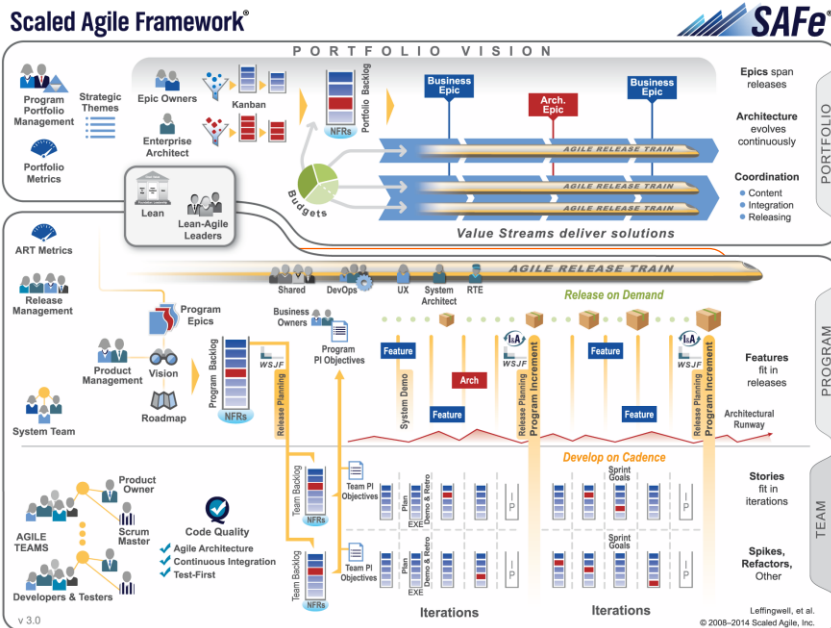 Scaled Agile Framework®
SAFe®
PORTFOLIO VISION
Program
Portfolio
Management
Strategic
Themes
Portfolio
Metrics
Epic Owners
Kanban
Enterprise
Architect
Portfolio Backlog
NFRs
Budgets
Business
Epic
Arch.
Epic
Business
Epic
AGILE RELEASE TRAIN
AGILE RELEASE TRAIN
AGILE RELEASE TRAIN
Value Streams deliver solutions
Epics span
releases
Architecture
evolves
continuously
Coordination
Content
Integration
Releasing
PORTFOLIO
Lean
Lean-Agile
Leaders
ART Metrics
Release
Management
AGILE RELEASE TRAIN
Shared
DevOps
UX
System
Architect
RTE
Release on Demand
Program
Epics
Product
Management
Vision
Roadmap
System Team
Program Backlog
NFRs
WSJF
Release Planning
Business
Owners
Program
PI Objectives
Feature
System Demo
Feature
Arch
I&A
WSJF
Release Planning
Program Increment
Feature
Feature
I&A
WSJF
Release Planning
Program Increment
Architectural
Runway
Features
fit in
releases
PROGRAM
Develop on Cadence
AGILE
TEAMS
Product
Owner
Scrum
Master
Developers & Testers
Code Quality
Agile Architecture
Continuous Integration
Test-First
Team Backlog
NFRs
Team PI
Objectives
Plan
EXE
Demo & Retro
I
P
Sprint
Goals
I
P
Stories
fit in
iterations
Team Backlog
NFRs
Team PI
Objectives
Plan
EXE
Demo & Retro
I
P
Sprint
Goals
I
P
Spikes,
Refactors,
Other
TEAM
Iterations
Iterations
v 3.0
Leffingwell, et al.
© 2008–2014 Scaled Agile, Inc.